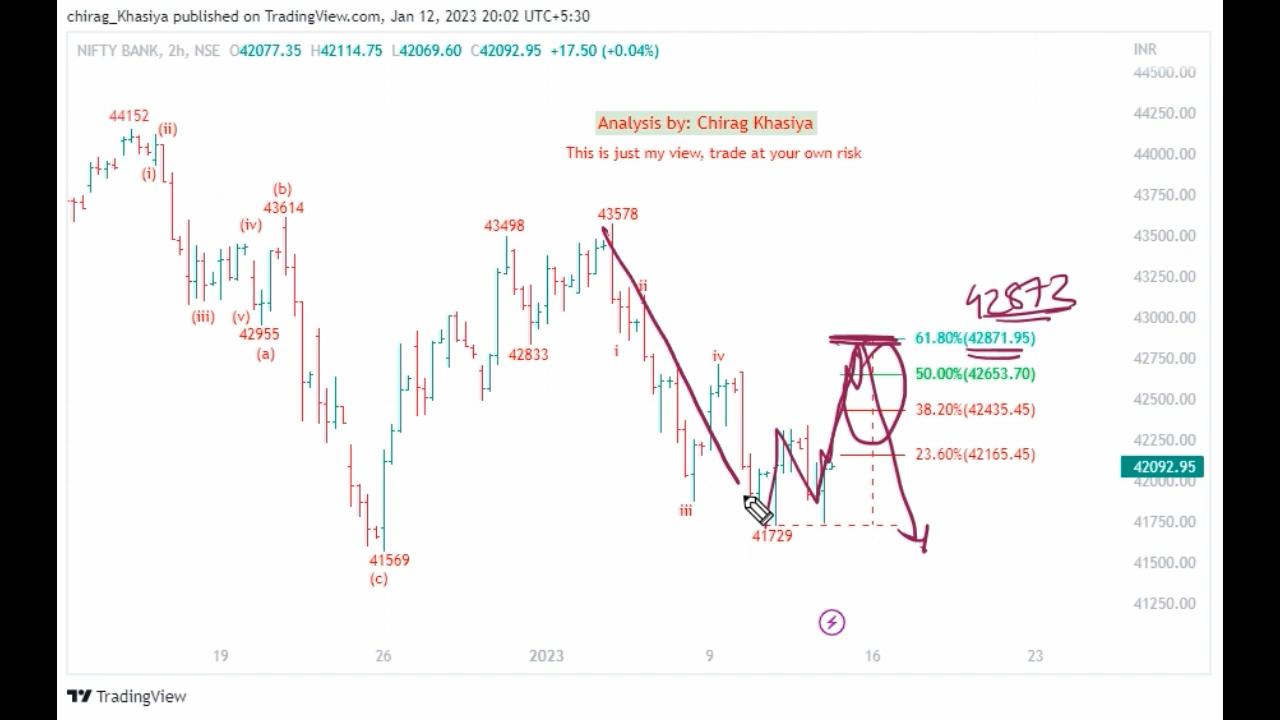 chirag_Khasiya published on TradingView.com, Jan 12, 2023 20:02 UTC+5:30
NIFTY BANK, 2h, NSE O42077.35 H42114.75 L42069.60 C42092.95 +17.50 (+0.04%)
INR
44500.00
44250.00
44000.00
43750.00
43500.00
43250.00
43000.00
42750.00
42500.00
42250.00
42000.00
41750.00
41500.00
41250.00
42092.95
Analysis by: Chirag Khasiya
This is just my view, trade at your own risk
44152
(ii)
(i)
(b)
43614
(iv)
(iii)
(v)
42955
(a)
41569
(c)
43498
42833
43578
ii
i
iv
iii
41729
42873
61.80%(42871.95)
50.00%(42653.70)
38.20%(42435.45)
23.60%(42165.45)
19
26
2023
9
16
23
TradingView